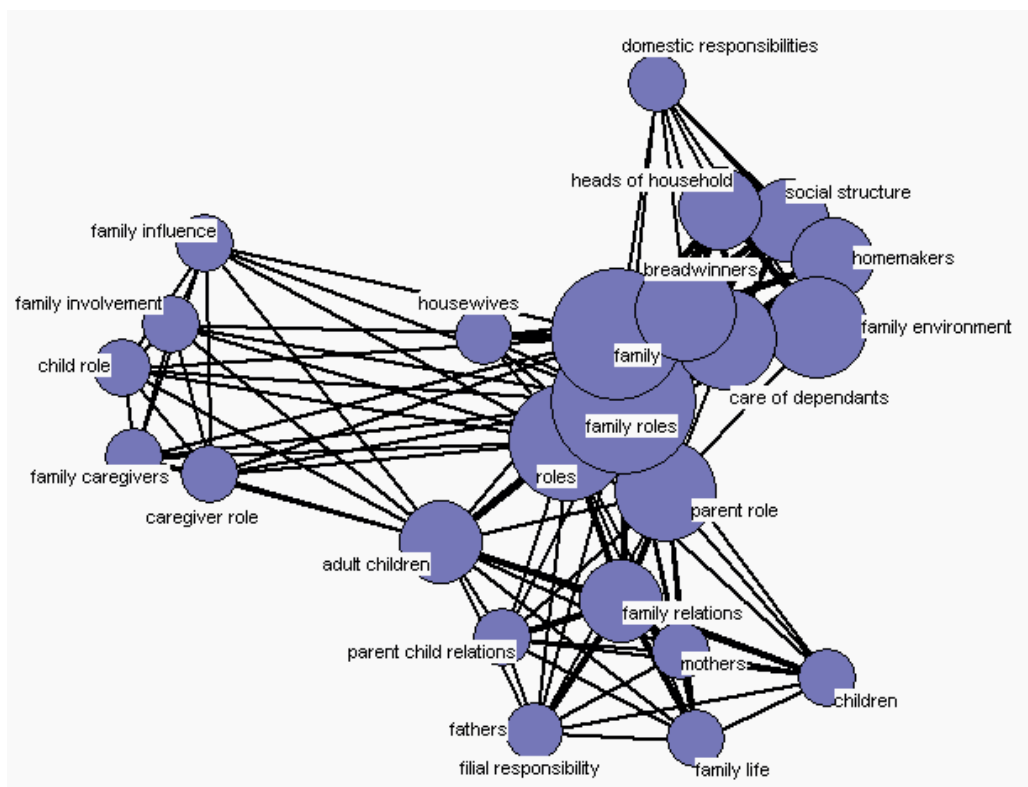 domestic responsibilities
heads of household
social structure
family influence
homemakers
breadwinners
family involvement
housewives
family environment
family
child role
care of dependants
family roles
family caregivers
roles
caregiver role
parent role
adult children
family relations
parent child relations
mothers
children
fathers
filial responsibility
family life